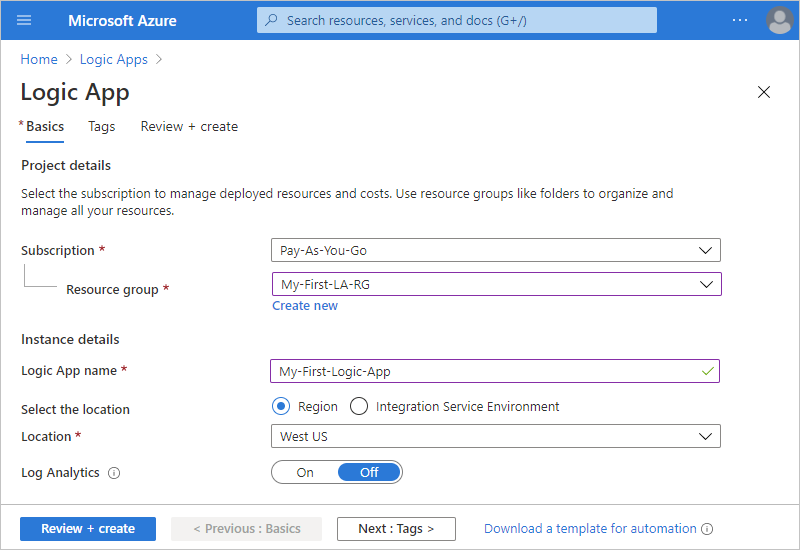 Microsoft Azure
Search resources, services, and docs (G+/)
...
Home > Logic Apps >
Logic App
* Basics Tags Review + create
Project details
Select the subscription to manage deployed resources and costs. Use resource groups like folders to organize and
manage all your resources.
Subscription * Pay-As-You-Go
Resource group * My-First-LA-RG
Create new
Instance details
Logic App name * My-First-Logic-App
Select the location Region Integration Service Environment
Location * West US
Log Analytics On Off
Review + create < Previous : Basics Next : Tags > Download a template for automation